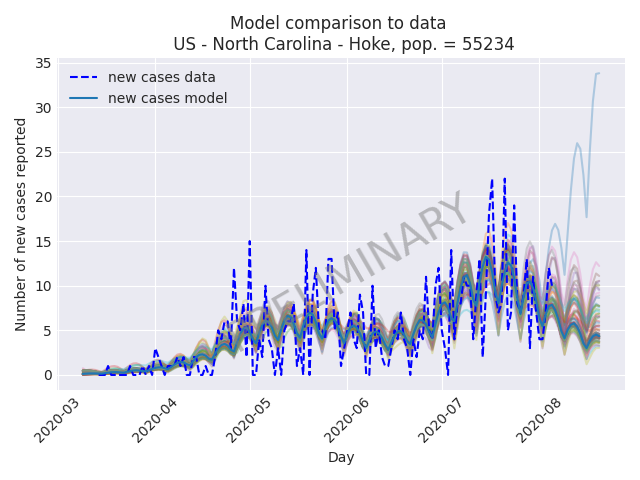 Model comparison to data
US - North Carolina - Hoke, pop. = 55234
35
30
25
20
15
10
5
0
Number of new cases reported
new cases data
new cases model
PRELIMINARY
2020-03
2020-04
2020-05
2020-06
2020-07
2020-08
Day